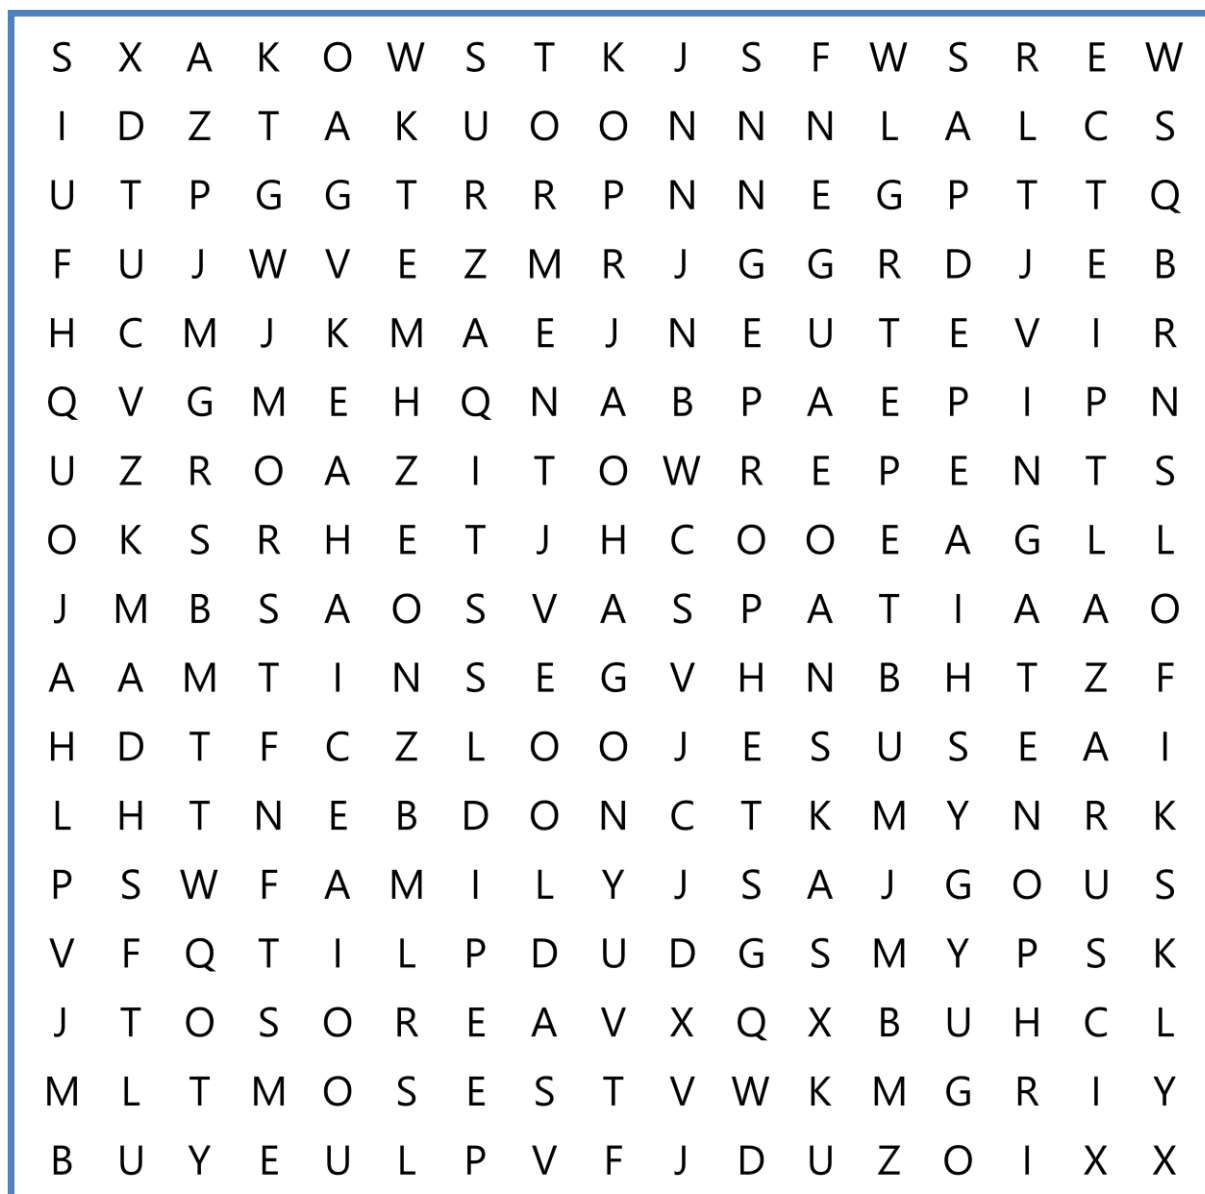 S X A K O W S T K J S F W S R E W
I D Z T A K U O O N N N L A L C S
U T P G G T R R P N N E G P T T Q
F U J W V E Z M R J G G R D J E B
H C M J K M A E J N E U T E V I R
Q V G M E H Q N A B P A E P I P N
U Z R O A Z I T O W R E P E N T S
O K S R H E T J H C O O E A G L L
J M B S A O S V A S P A T I A A O
A A M T I N S E G V H N B H T Z F
H D T F C Z L O O J E S U S E A I
L H T N E B D O N C T K M Y N R K
P S W F A M I L Y J S A J G O U S
V F Q T I L P D U D G S M Y P S K
J T O S O R E A V X Q X B U H C L
M L T M O S E S T V W K M G R I Y
B U Y E U L P V F J D U Z O I X X